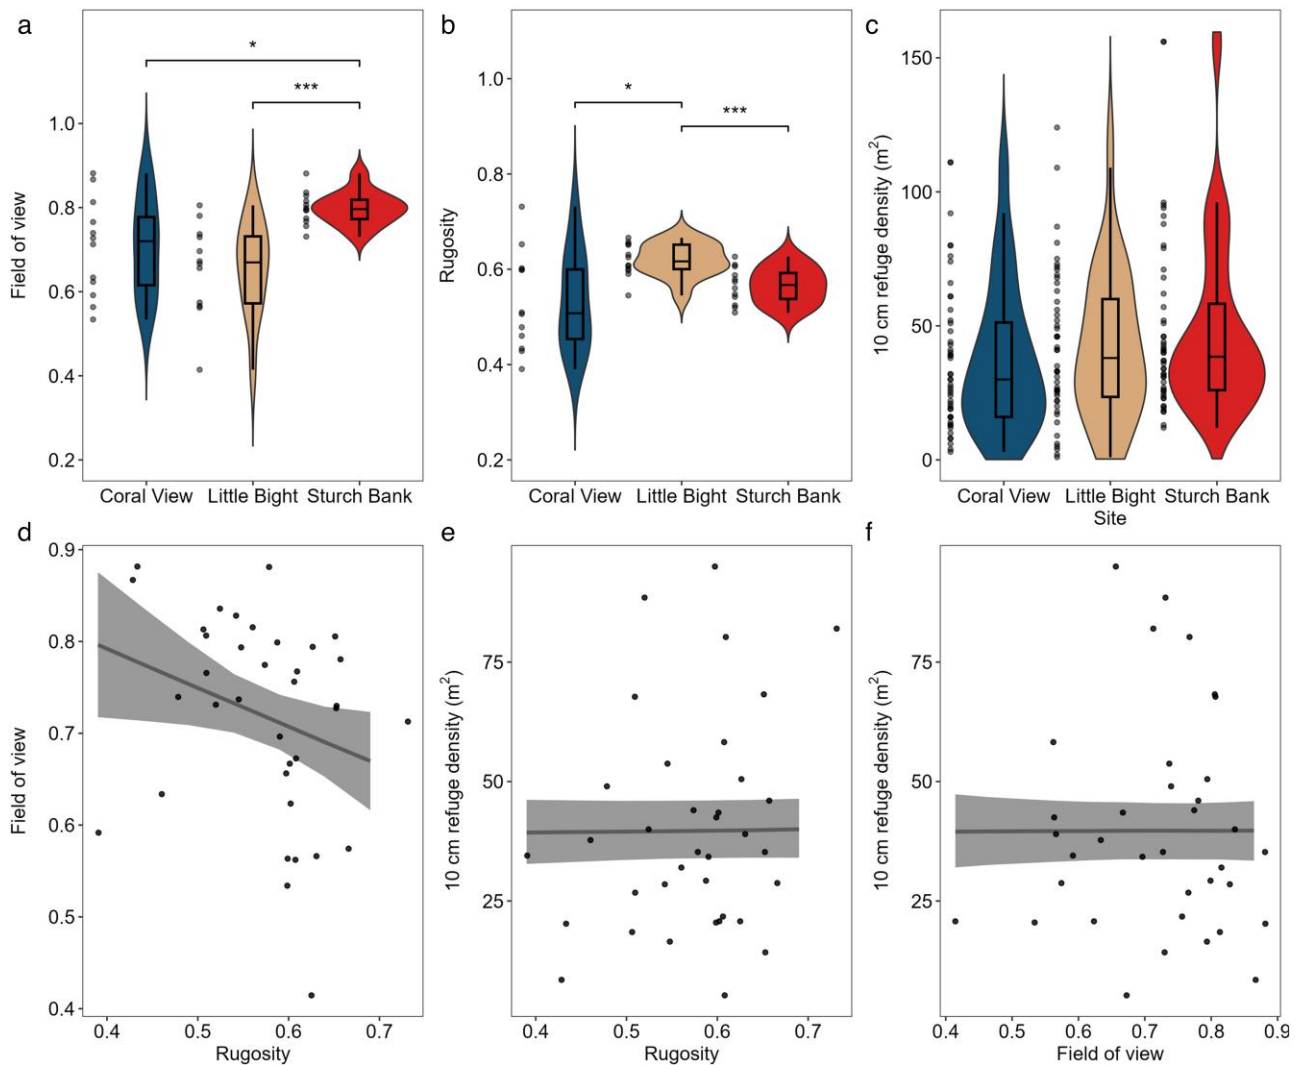 a
Field of view
1.0
0.8
0.6
0.4
0.2
*
***
Coral View
Little Bight
Sturch Bank
b
Rugosity
1.0
0.8
0.6
0.4
0.2
*
***
Coral View
Little Bight
Sturch Bank
c
10 cm refuge density (m²)
150
100
50
0
Coral View
Little Bight
Sturch Bank
Site
d
Field of view
0.9
0.8
0.7
0.6
0.5
0.4
0.4
0.5
0.6
0.7
Rugosity
e
10 cm refuge density (m²)
75
50
25
0.4
0.5
0.6
0.7
Rugosity
f
10 cm refuge density (m²)
75
50
25
0.4
0.5
0.6
0.7
0.8
0.9
Field of view